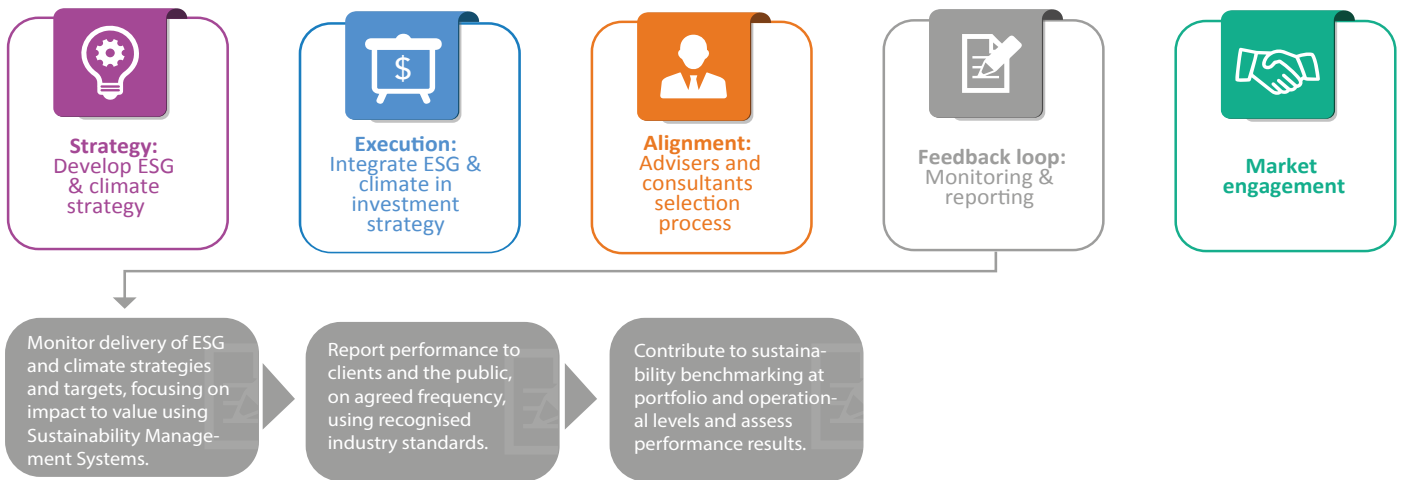 Strategy:
Develop ESG
& climate
strategy
$
Execution:
Integrate ESG &
climate in
investment
strategy
Alignment:
Advisers and
consultants
selection
process
Feedback loop:
Monitoring &
reporting
Market
engagement
Monitor delivery of ESG
and climate strategies
and targets, focusing on
impact to value using
Sustainability Manage-
ment Systems.
Report performance to
clients and the public,
on agreed frequency,
using recognised
industry standards.
Contribute to sustaina-
bility benchmarking at
portfolio and operation-
al levels and assess
performance results.